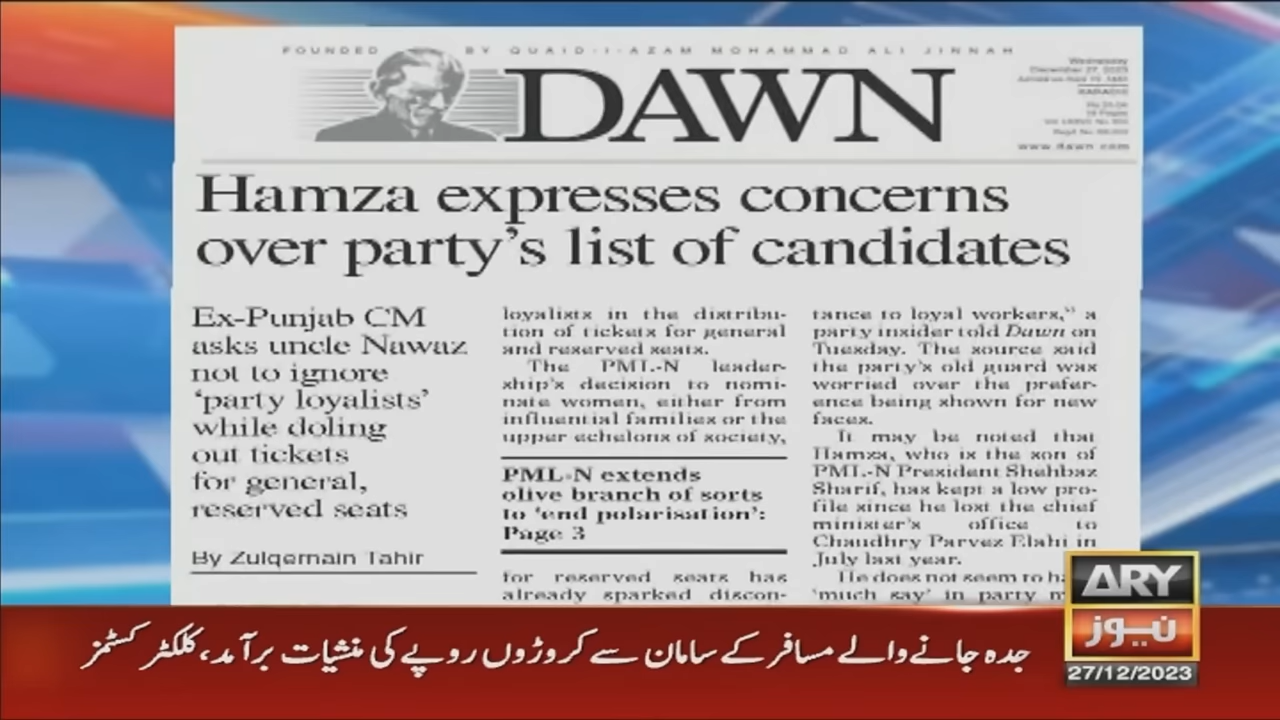 FOUNDED BY QUAID-I-AZAM MOHAMMAD ALI JINNAH
DAWN
Wednesday
December 27, 2023
KARACHI
www.dawn.com
Hamza expresses concerns
over party's list of candidates
Ex-Punjab CM
asks uncle Nawaz
not to ignore
'party loyalists'
while doling
out tickets
for general,
reserved seats
By Zulqernain Tahir
loyalists in the distribu-
tion of tickets for general
and reserved seats.
The PML-N leader-
ship's decision to nomi-
nate women, either from
influential families or the
upper echelons of society,
PML-N extends
olive branch of sorts
to 'end polarisation':
Page 3
for reserved seats has
already sparked discon-
tance to loyal workers," a
party insider told Dawn on
Tuesday. The source said
the party's old guard was
worried over the prefer-
ence being shown for new
faces.
It may be noted that
Hamza, who is the son of
PML-N President Shehbaz
Sharif, has kept a low pro-
file since he lost the chief
minister's office to
Chaudhry Parvez Elahi in
July last year.
He does not seem to
'much say' in party
ARY
نیوز
27/12/2023
جدہ جانے والے مسافر کے سامان سے کروڑوں روپے کی منشیات برآمد، کلکٹر کسٹمز